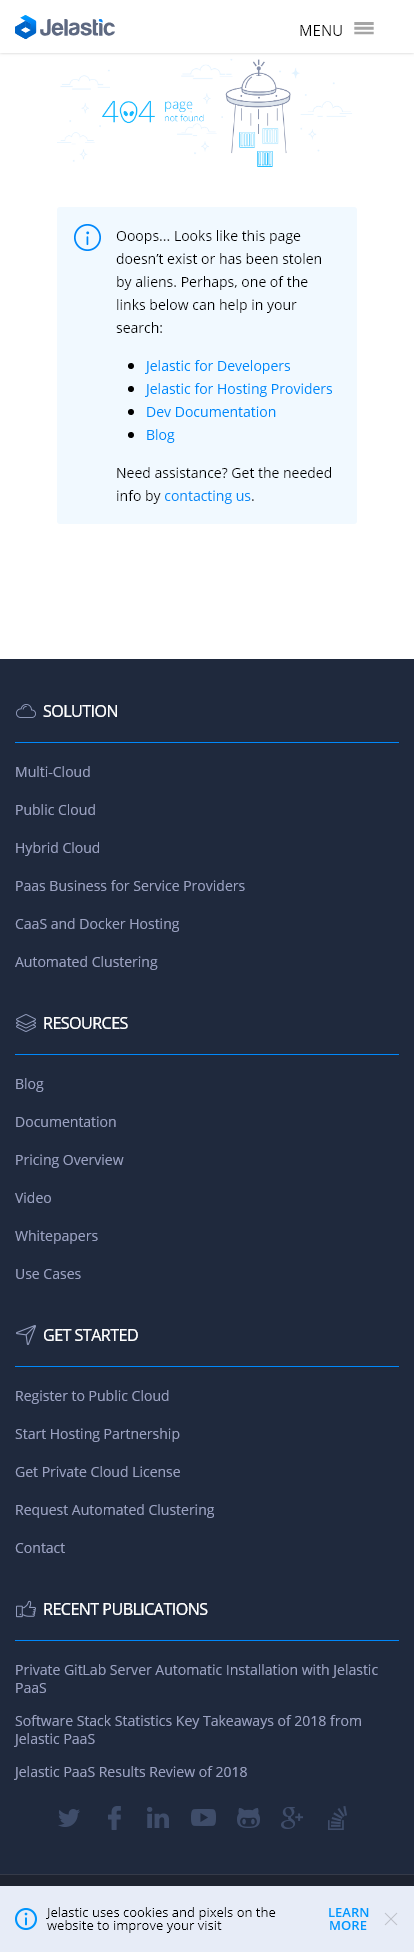 Jelastic
MENU
404 page
not found
Ooops... Looks like this page
doesn't exist or has been stolen
by aliens. Perhaps, one of the
links below can help in your
search:
Jelastic for Developers
Jelastic for Hosting Providers
Dev Documentation
Blog
Need assistance? Get the needed
info by contacting us.
SOLUTION
Multi-Cloud
Public Cloud
Hybrid Cloud
Paas Business for Service Providers
CaaS and Docker Hosting
Automated Clustering
RESOURCES
Blog
Documentation
Pricing Overview
Video
Whitepapers
Use Cases
GET STARTED
Register to Public Cloud
Start Hosting Partnership
Get Private Cloud License
Request Automated Clustering
Contact
RECENT PUBLICATIONS
Private GitLab Server Automatic Installation with Jelastic
PaaS
Software Stack Statistics Key Takeaways of 2018 from
Jelastic PaaS
Jelastic PaaS Results Review of 2018
Jelastic uses cookies and pixels on the
website to improve your visit
LEARN
MORE